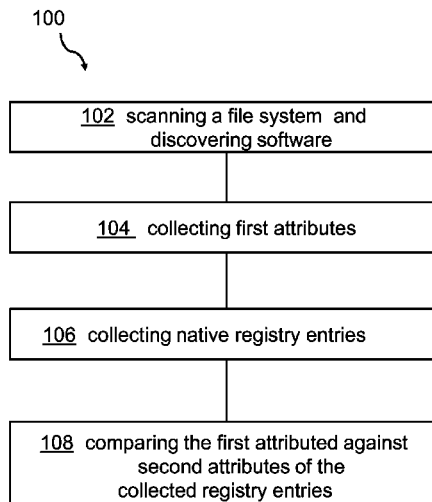 100
102 scanning a file system and
discovering software
104 collecting first attributes
106 collecting native registry entries
108 comparing the first attributed against
second attributes of the
collected registry entries